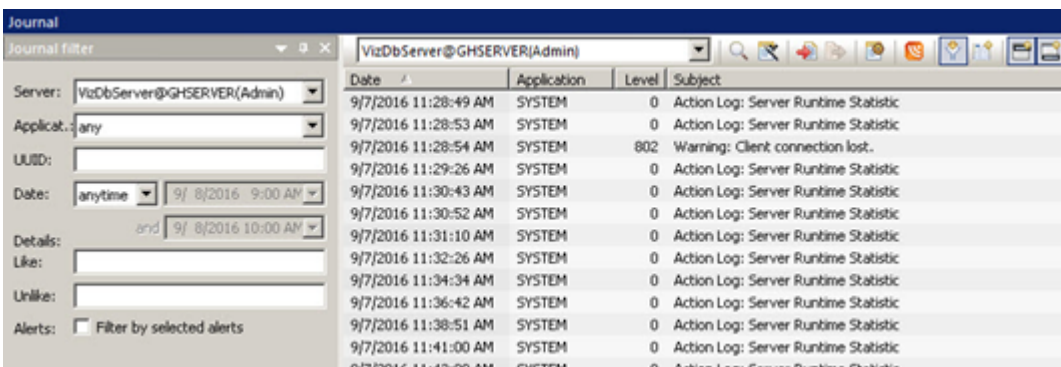 Journal
Journal filter
Server: VizDbServer@GHSERVER(Admin)
Applicat.: any
UUID:
Date: anytime 9/ 8/2016 9:00 AM
and 9/ 8/2016 10:00 AM
Details:
Like:
Unlike:
Alerts: Filter by selected alerts
VizDbServer@GHSERVER(Admin)
Date Application Level Subject
9/7/2016 11:28:49 AM SYSTEM 0 Action Log: Server Runtime Statistic
9/7/2016 11:28:53 AM SYSTEM 0 Action Log: Server Runtime Statistic
9/7/2016 11:28:54 AM SYSTEM 802 Warning: Client connection lost.
9/7/2016 11:29:26 AM SYSTEM 0 Action Log: Server Runtime Statistic
9/7/2016 11:30:43 AM SYSTEM 0 Action Log: Server Runtime Statistic
9/7/2016 11:30:52 AM SYSTEM 0 Action Log: Server Runtime Statistic
9/7/2016 11:31:10 AM SYSTEM 0 Action Log: Server Runtime Statistic
9/7/2016 11:32:26 AM SYSTEM 0 Action Log: Server Runtime Statistic
9/7/2016 11:34:34 AM SYSTEM 0 Action Log: Server Runtime Statistic
9/7/2016 11:36:42 AM SYSTEM 0 Action Log: Server Runtime Statistic
9/7/2016 11:38:51 AM SYSTEM 0 Action Log: Server Runtime Statistic
9/7/2016 11:41:00 AM SYSTEM 0 Action Log: Server Runtime Statistic